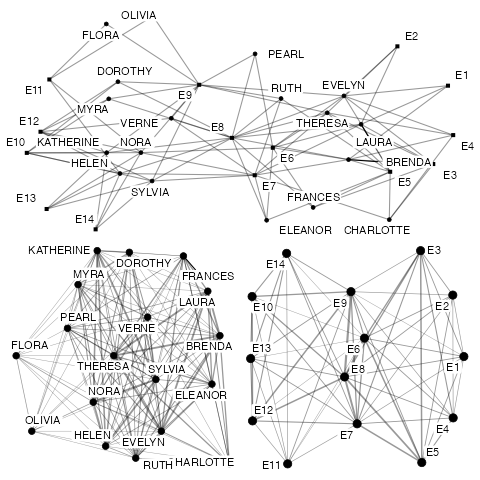 OLIVIA
FLORA
E2
PEARL
DOROTHY
E1
E11
E9
RUTH
EVELYN
MYRA
E12
VERNE
E8
THERESA
E10
KATHERINE
NORA
LAURA
E4
HELEN
E6
BRENDA
E3
E7
E5
SYLVIA
E13
FRANCES
E14
ELEANOR
CHARLOTTE
KATHERINE
DOROTHY
MYRA
FRANCES
LAURA
PEARL
VERNE
FLORA
BRENDA
THERESA
SYLVIA
NORA
ELEANOR
OLIVIA
HELEN
EVELYN
RUTH
HARLOTTE
E3
E14
E10
E9
E2
E13
E6
E8
E1
E12
E7
E4
E5
E11